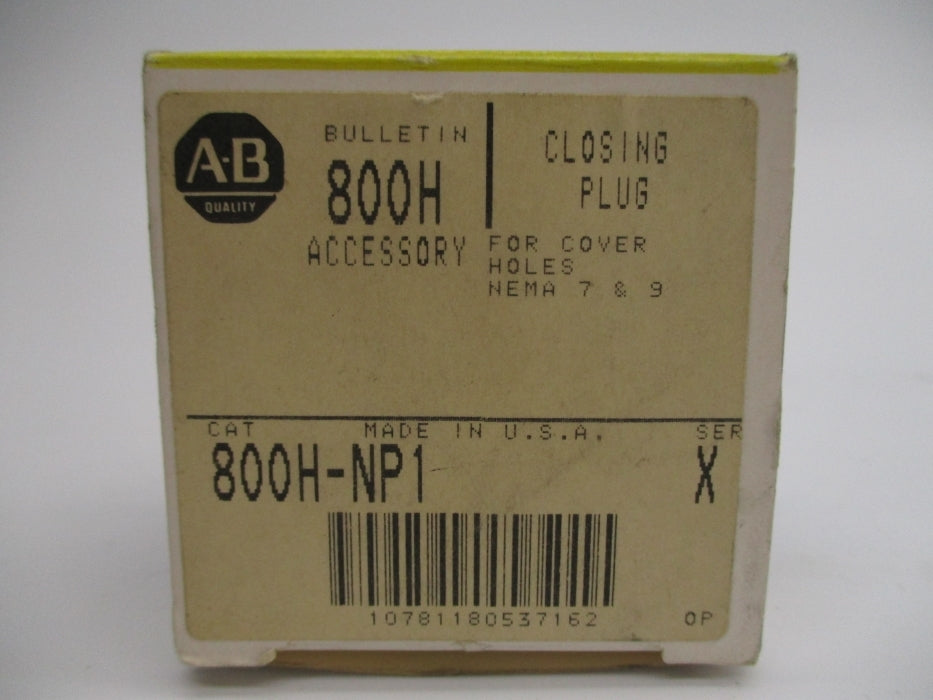 A-B
QUALITY
BULLETIN
800H
ACCESSORY
CLOSING
PLUG
FOR COVER
HOLES
NEMA 7 & 9
CAT MADE IN U.S.A. SER
800H-NP1 X
10781180537162 OP